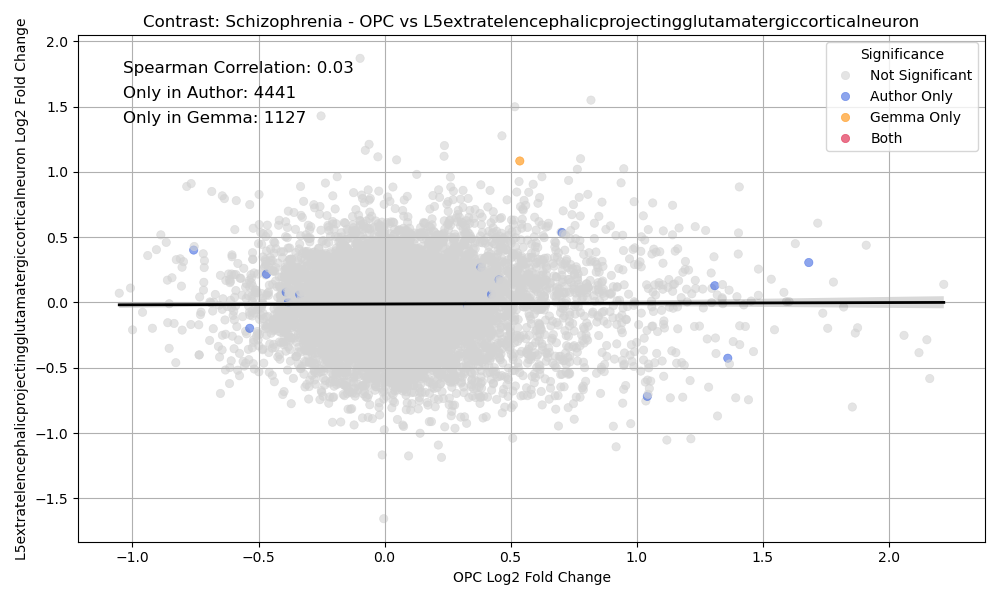 Contrast: Schizophrenia - OPC vs L5extratelencephalicprojectingglutamatergiccorticalneuron
Spearman Correlation: 0.03
Only in Author: 4441
Only in Gemma: 1127
Significance
Not Significant
Author Only
Gemma Only
Both
L5extratelencephalicprojectingglutamatergiccorticalneuron Log2 Fold Change
2.0
1.5
1.0
0.5
0.0
−0.5
−1.0
−1.5
−1.0
−0.5
0.0
0.5
1.0
1.5
2.0
OPC Log2 Fold Change